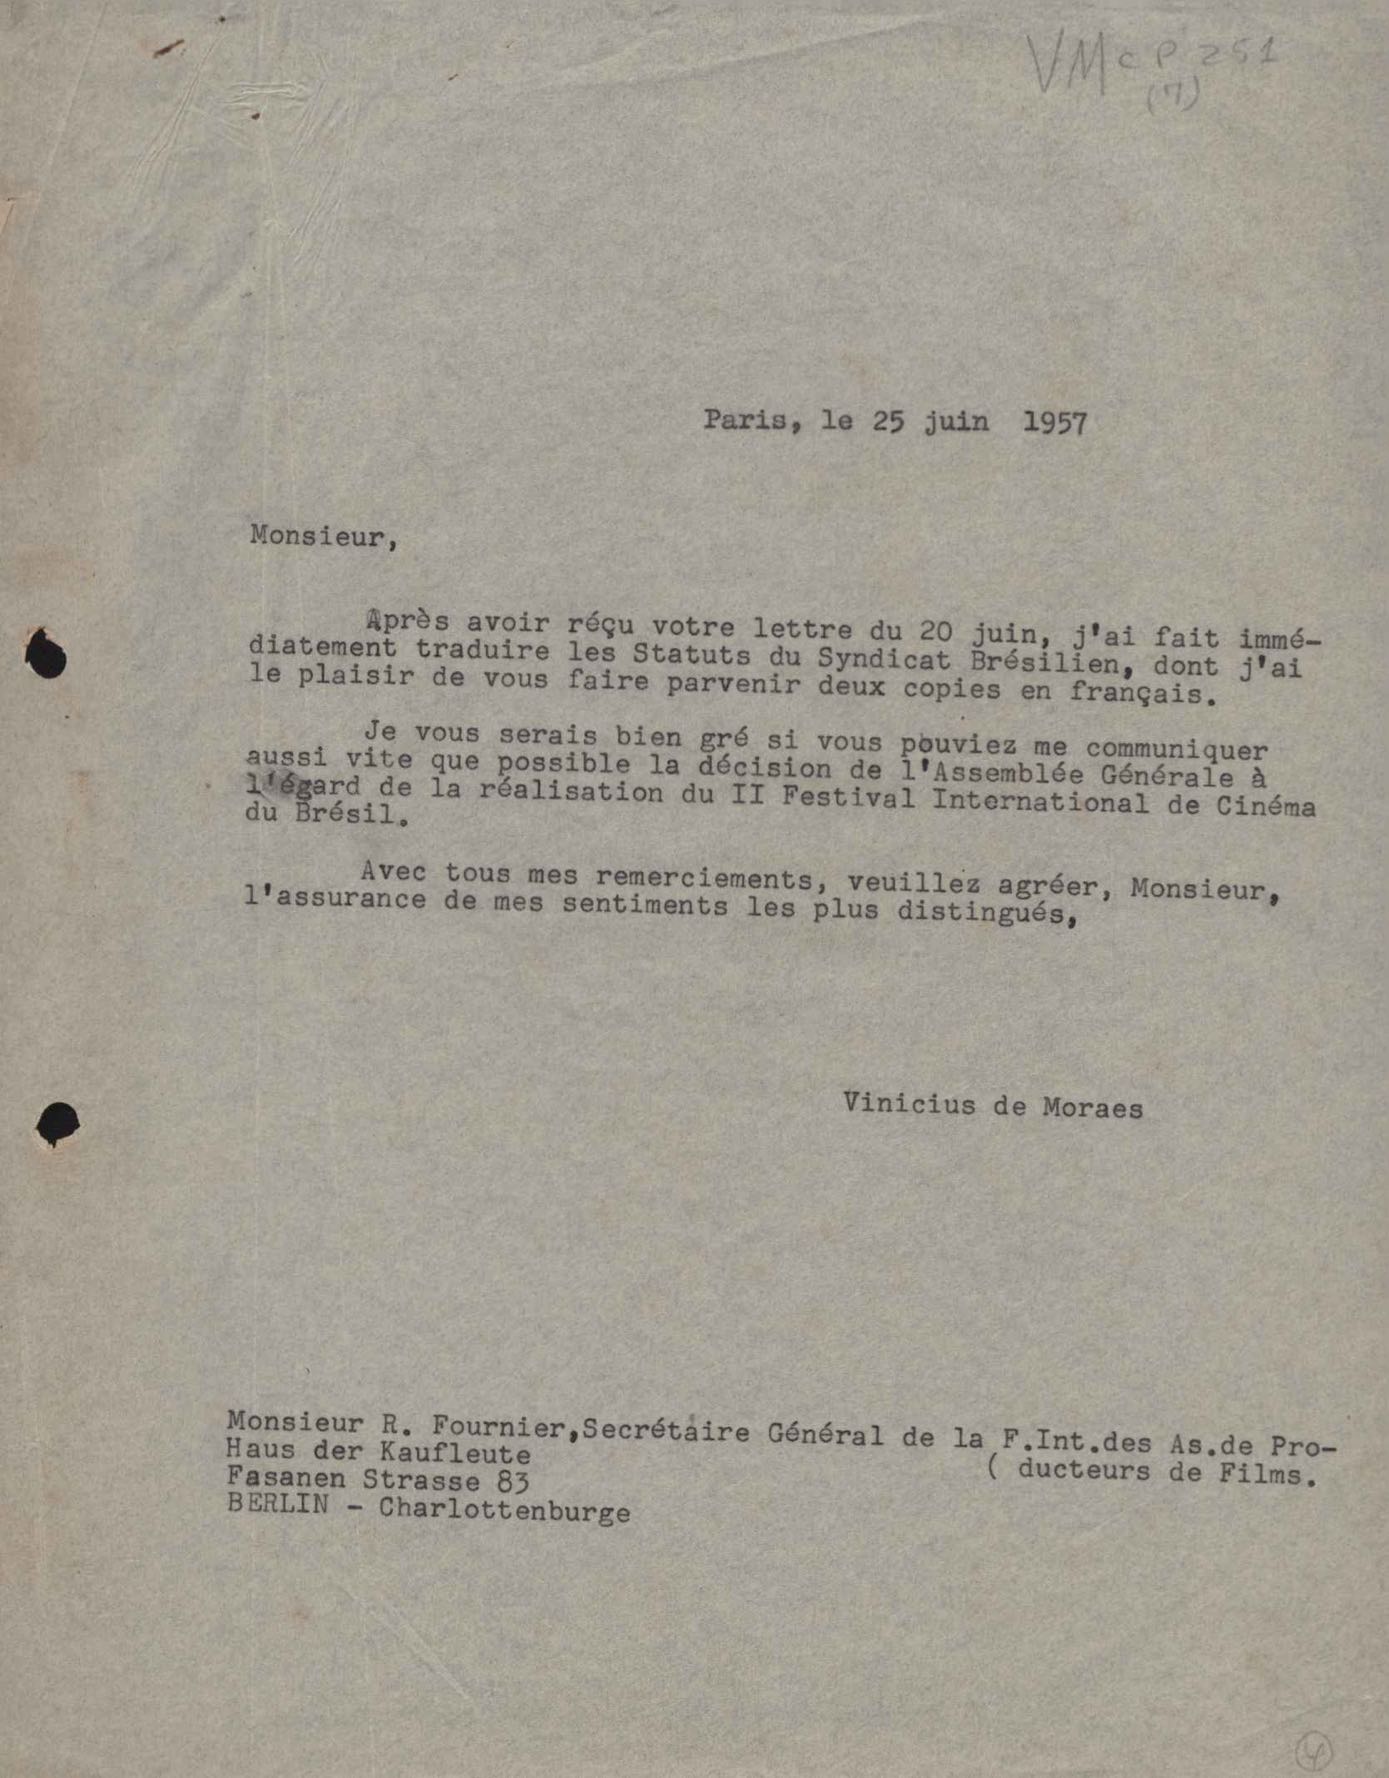 VMcP 251
(7)
Paris, le 25 juin 1957
Monsieur,
Après avoir réçu votre lettre du 20 juin, j'ai fait immé-
diatement traduire les Statuts du Syndicat Brésilien, dont j'ai
le plaisir de vous faire parvenir deux copies en français.
Je vous serais bien gré si vous pouviez me communiquer
aussi vite que possible la décision de l'Assemblée Générale à
l'égard de la réalisation du II Festival International de Cinéma
du Brésil.
Avec tous mes remerciements, veuillez agréer, Monsieur,
l'assurance de mes sentiments les plus distingués,
Vinicius de Moraes
Monsieur R. Fournier,Secrétaire Général de la F.Int.des As.de Pro-
Haus der Kaufleute ( ducteurs de Films.
Fasanen Strasse 83
BERLIN - Charlottenburge
4